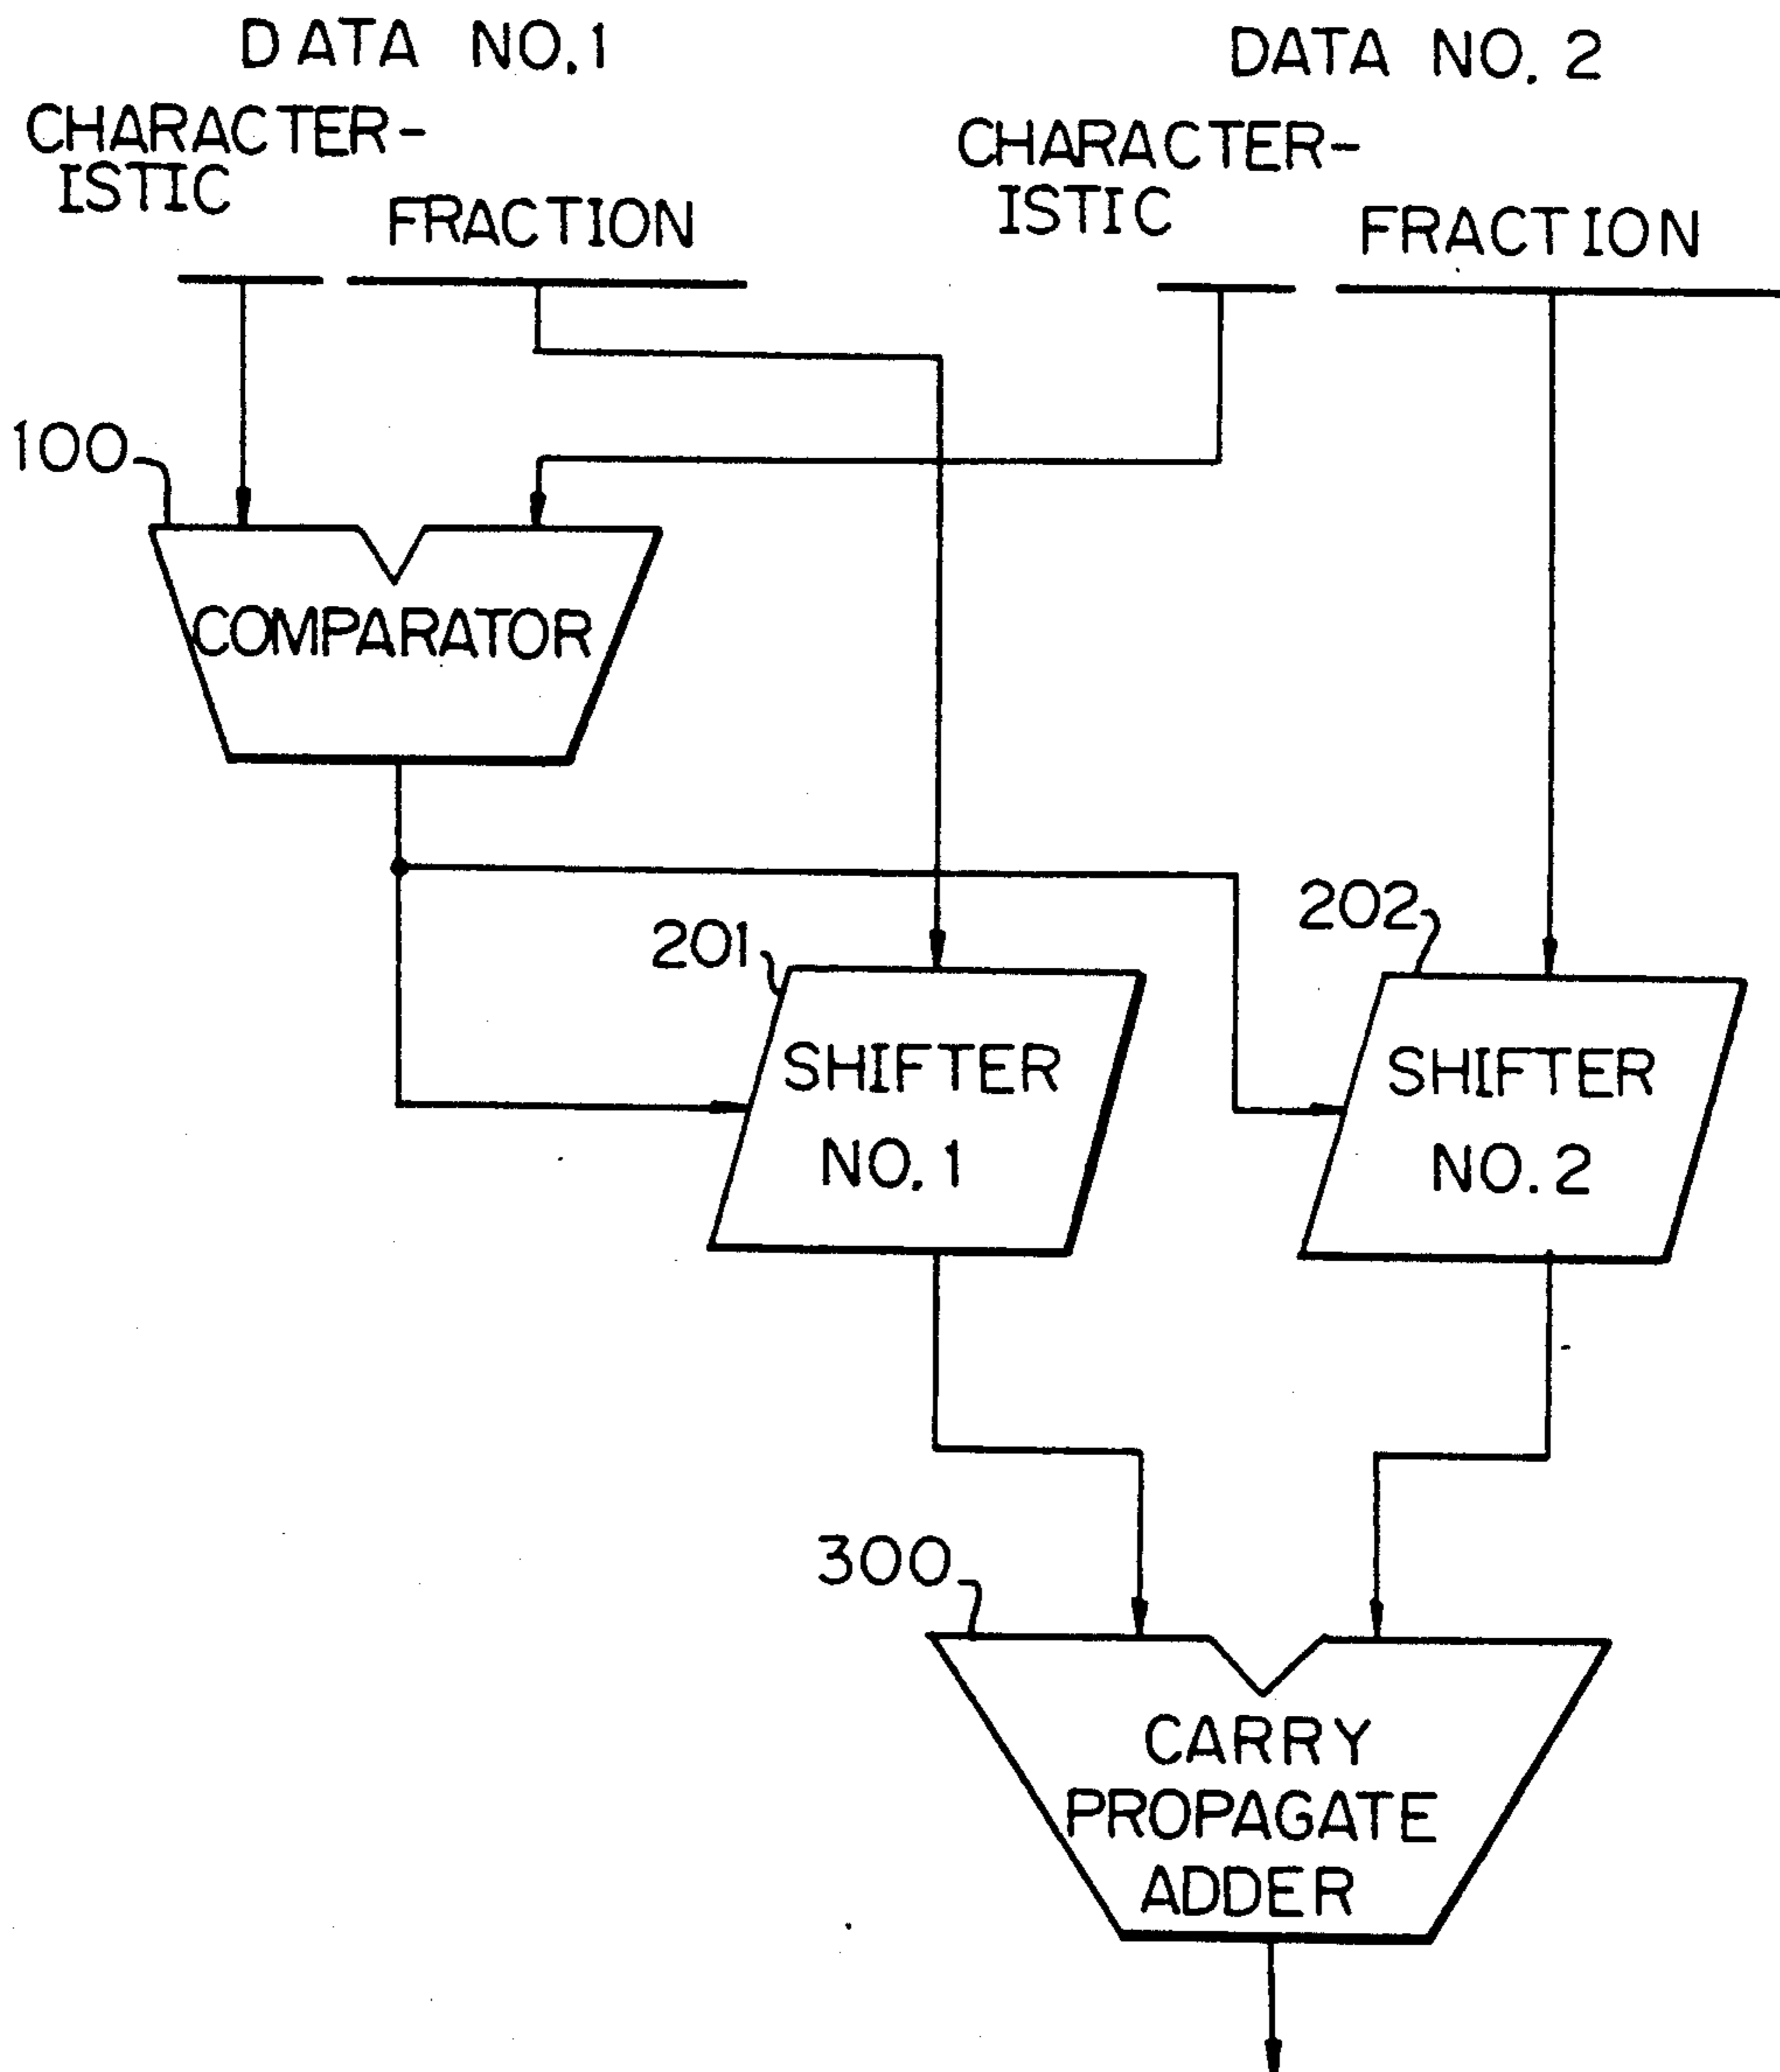 DATA NO.1
CHARACTER-
ISTIC
FRACTION
DATA NO. 2
CHARACTER-
ISTIC
FRACTION
100
COMPARATOR
201
SHIFTER
NO.1
202
SHIFTER
NO.2
300
CARRY
PROPAGATE
ADDER